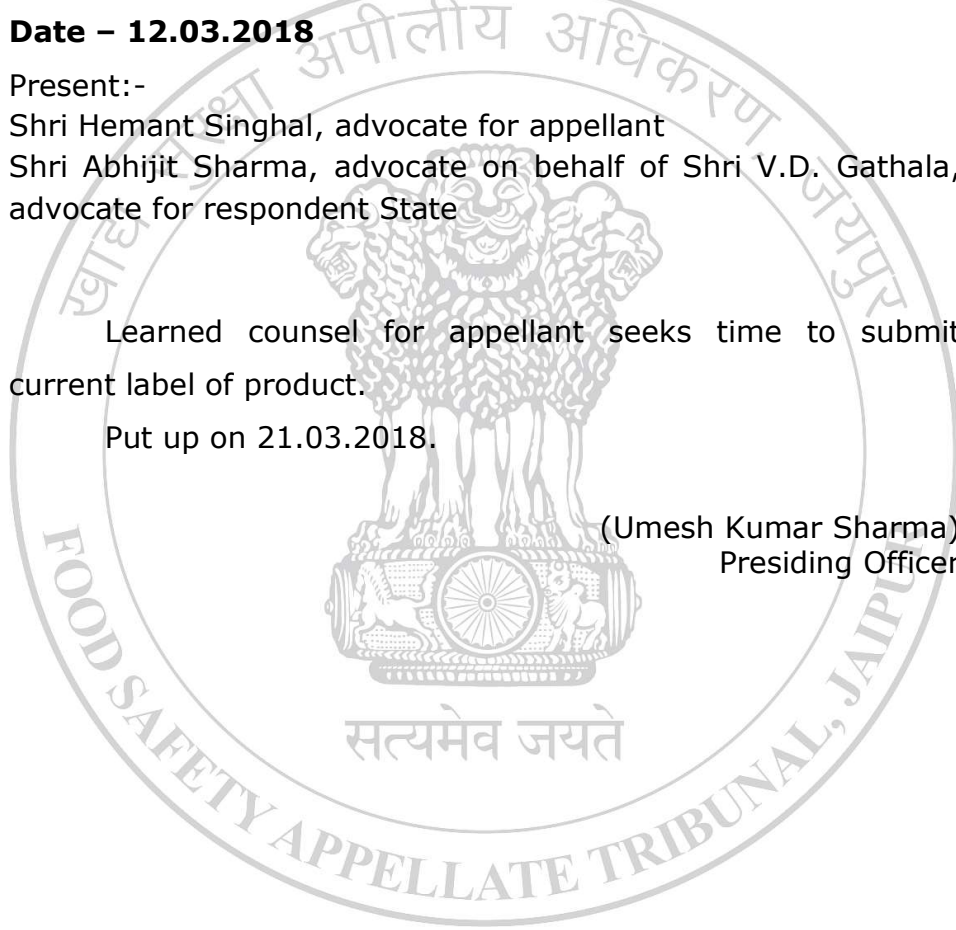 Date – 12.03.2018
Present:-
Shri Hemant Singhal, advocate for appellant
Shri Abhijit Sharma, advocate on behalf of Shri V.D. Gathala,
advocate for respondent State
Learned counsel for appellant seeks time to submit
current label of product.
Put up on 21.03.2018.
(Umesh Kumar Sharma)
Presiding Officer
खाद्य सुरक्षा अपीलीय अधिकरण, जयपुर
सत्यमेव जयते
FOOD SAFETY APPELLATE TRIBUNAL, JAIPUR